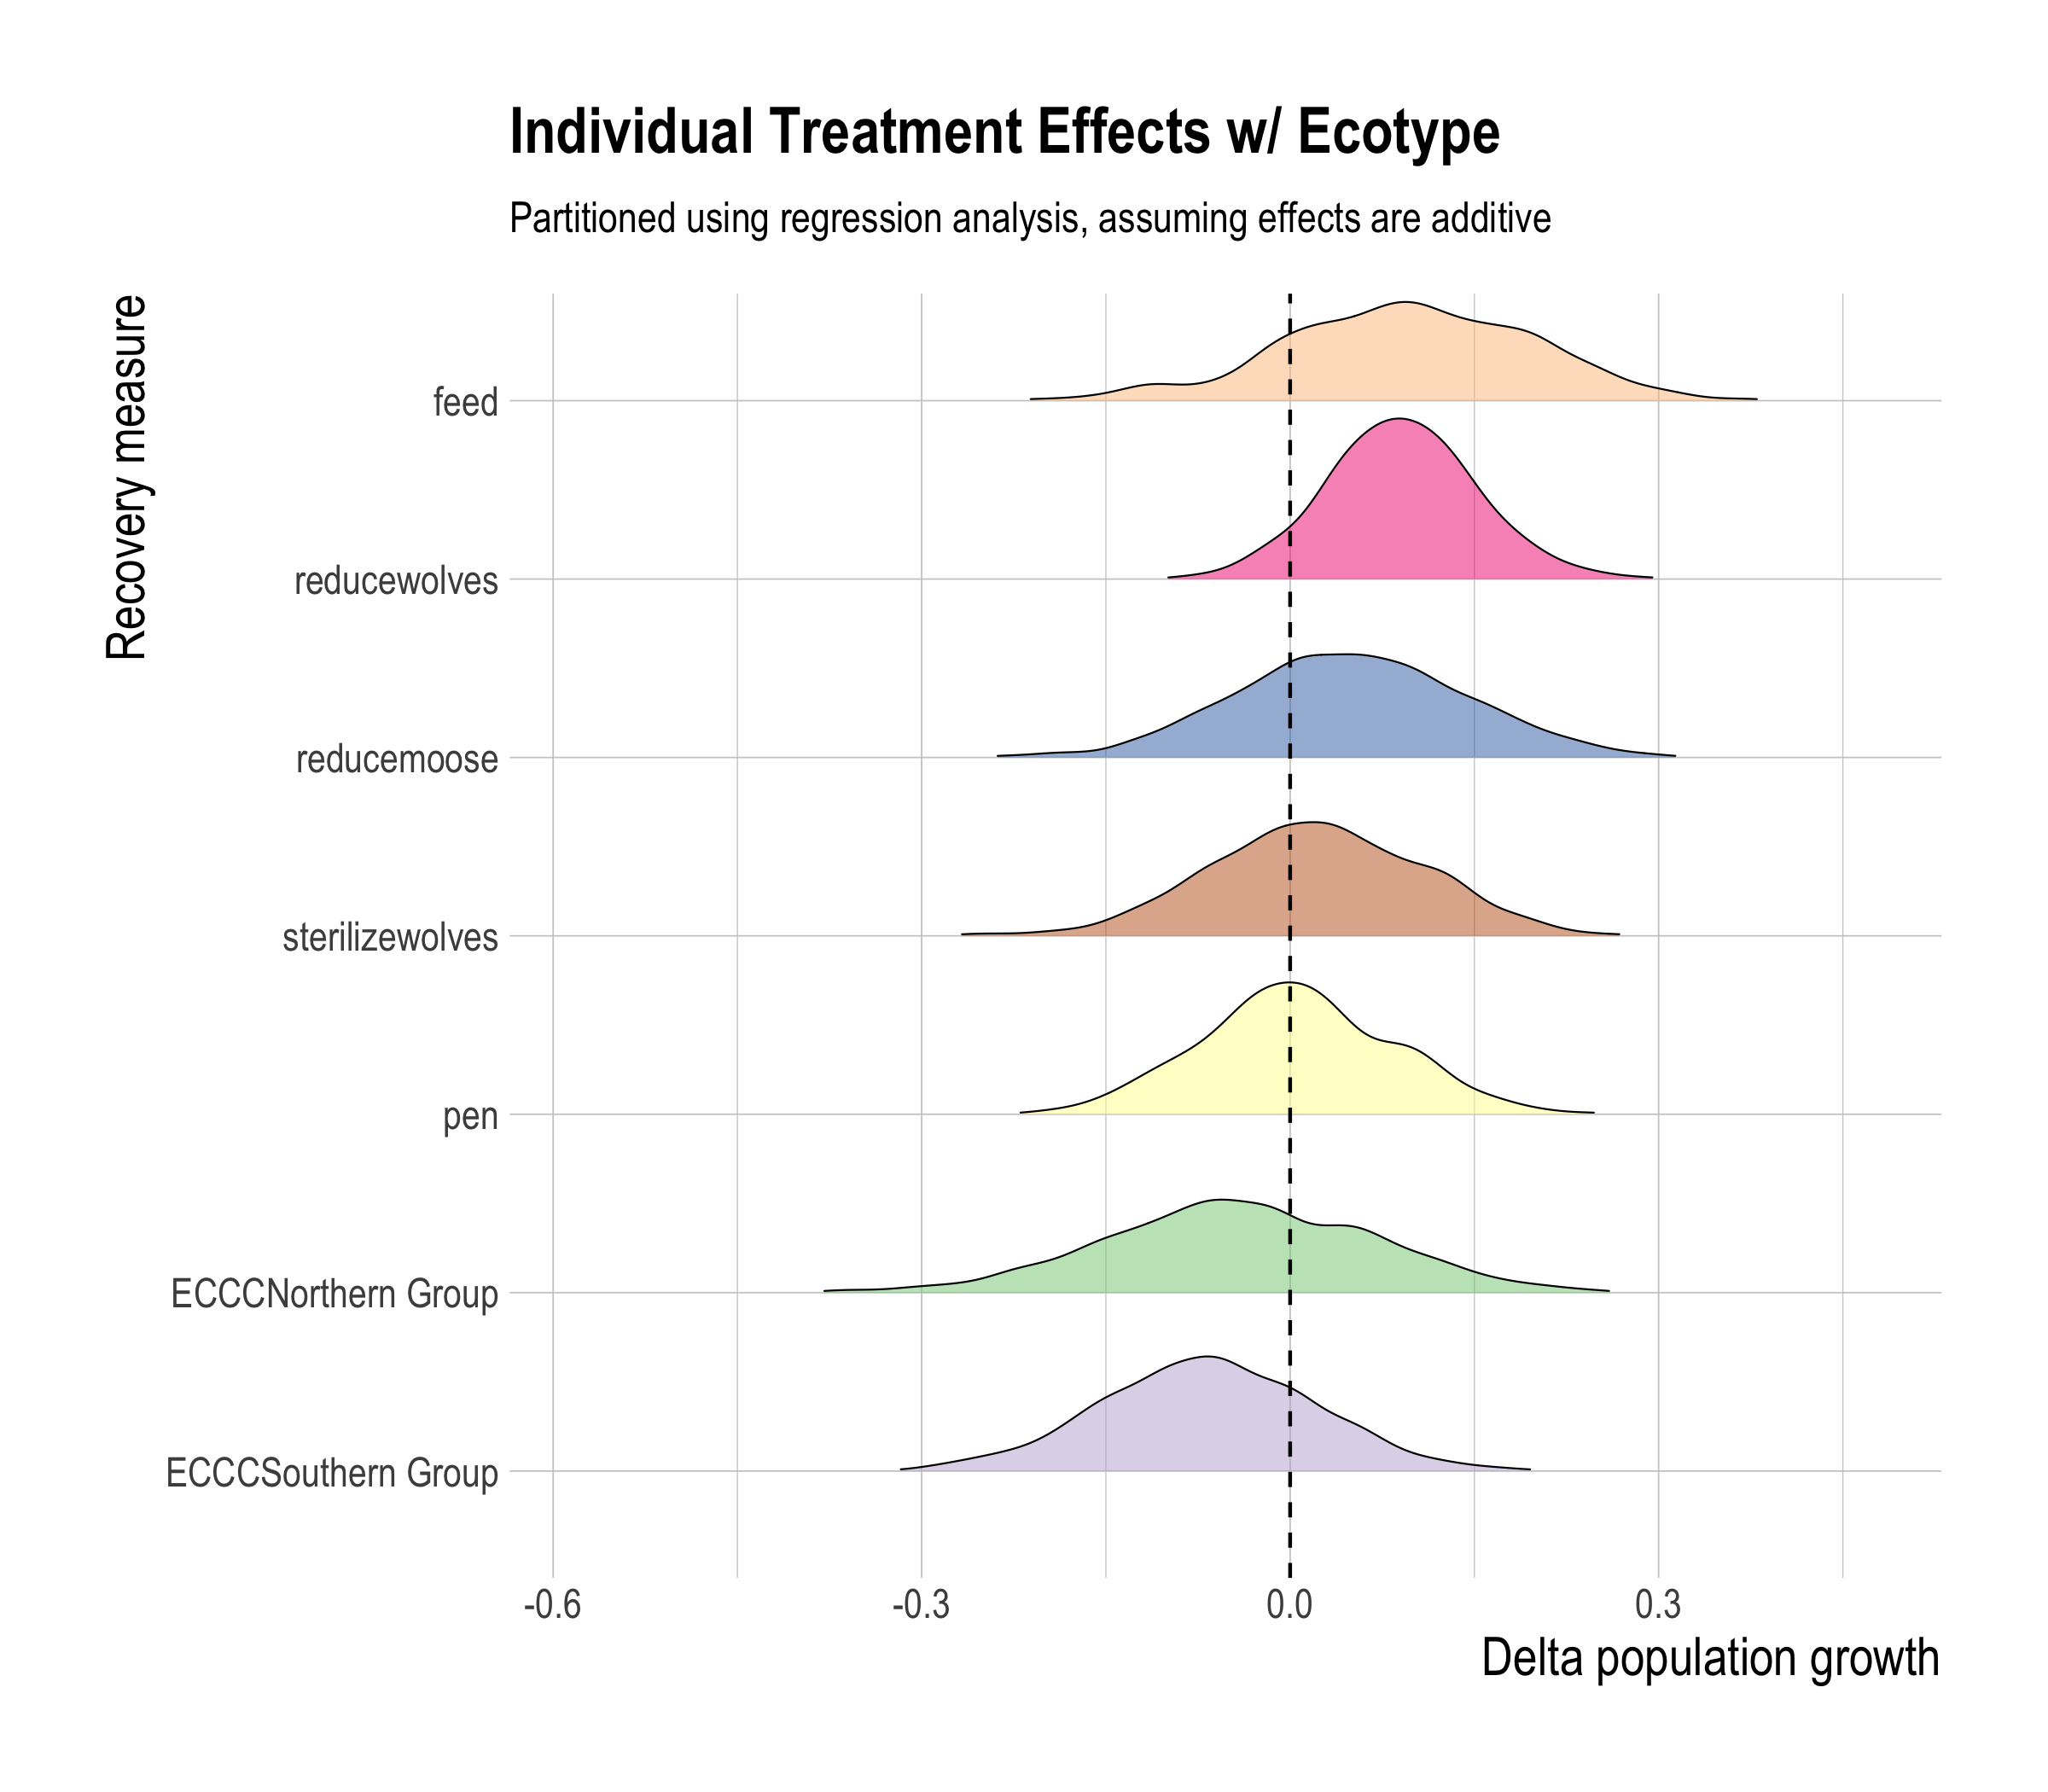 Individual Treatment Effects w/ Ecotype
Partitioned using regression analysis, assuming effects are additive
Recovery measure
feed
reducewolves
reducemoose
sterilizewolves
pen
ECCCNorthern Group
ECCCSouthern Group
-0.6 -0.3 0.0 0.3
Delta population growth